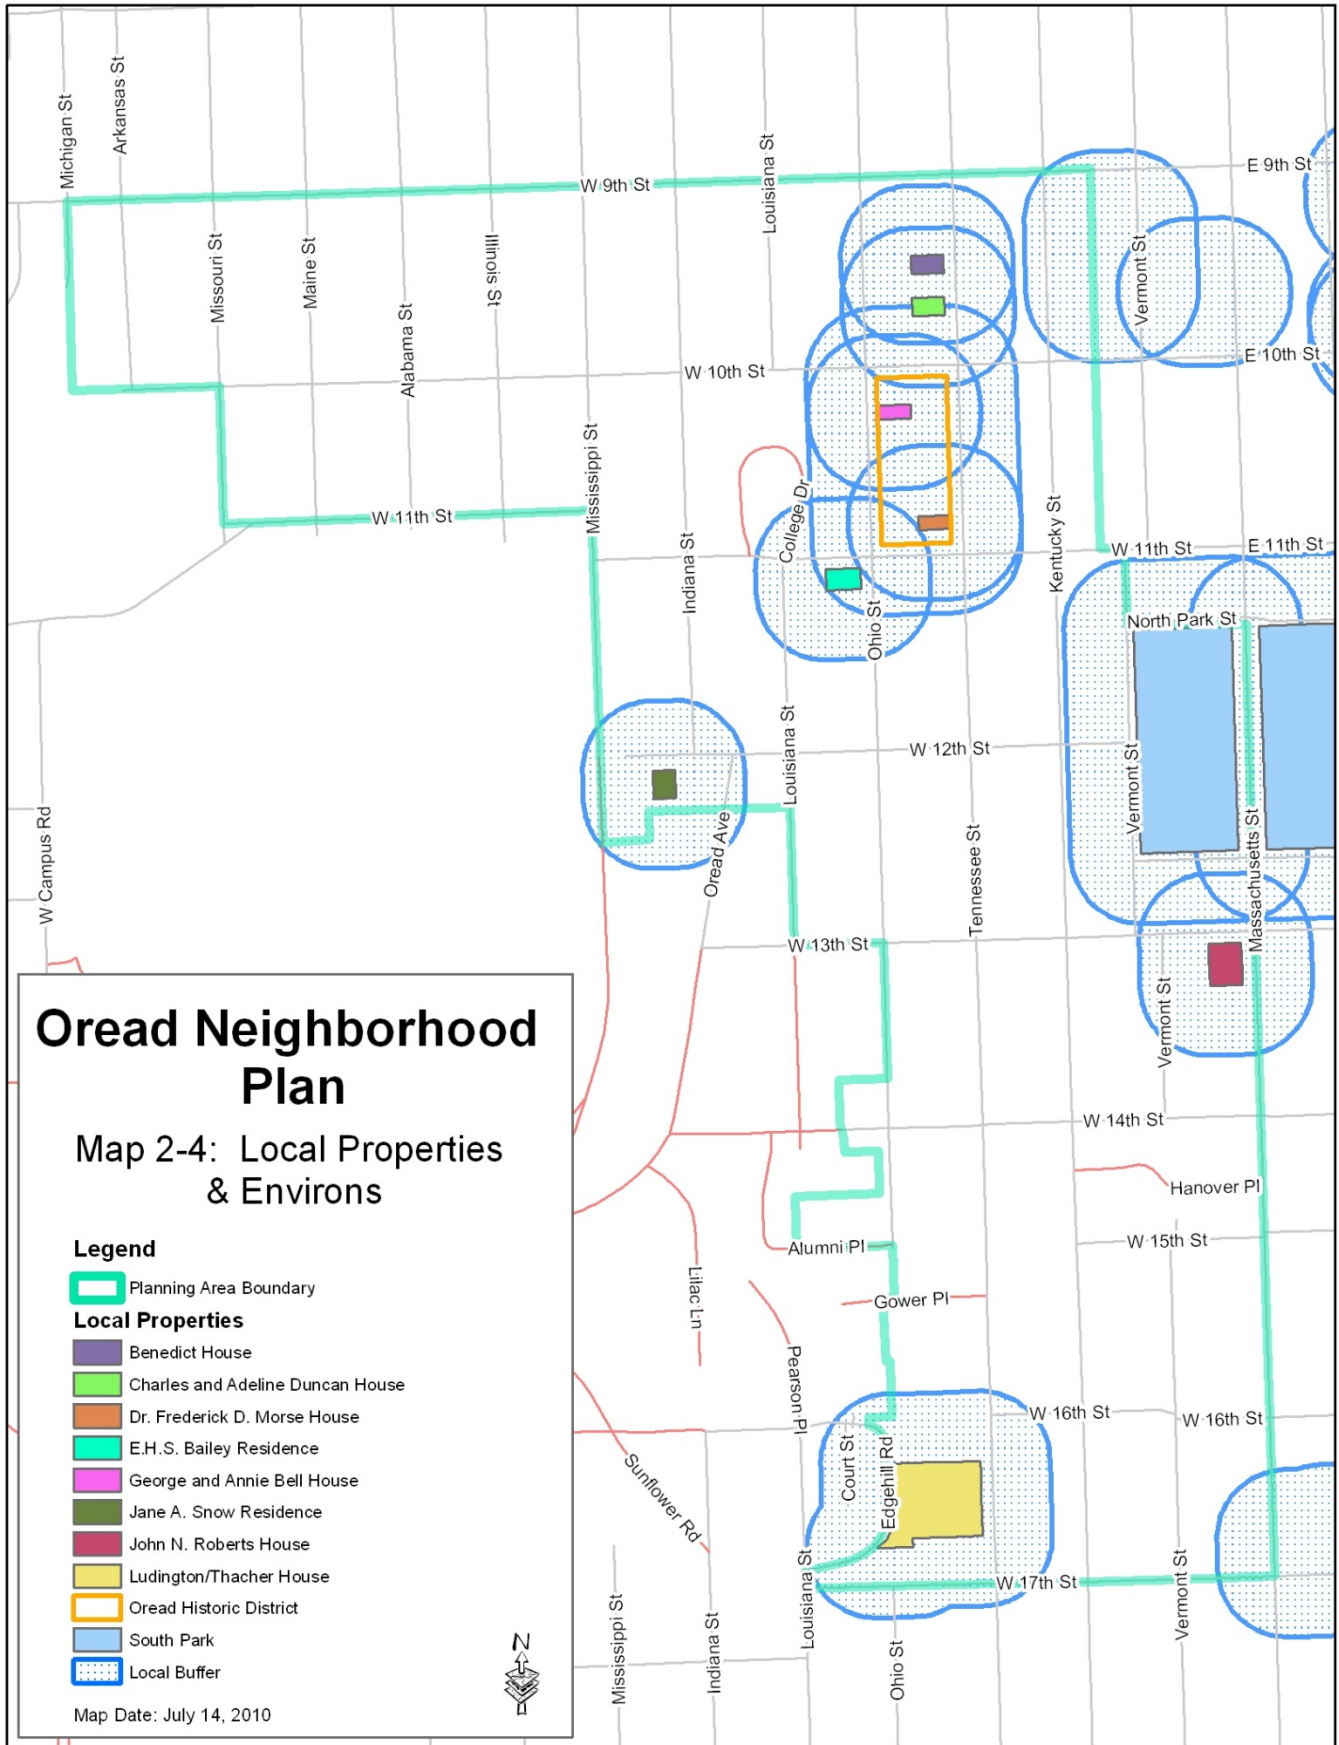 Michigan St
Arkansas St
Missouri St
Maine St
Alabama St
Illinois St
W 9th St
Louisiana St
E 9th St
Vermont St
E 10th St
W 10th St
Mississippi St
W 11th St
College Dr
Indiana St
Kentucky St
W 11th St
E 11th St
Ohio St
North Park St
Louisiana St
W 12th St
Vermont St
W Campus Rd
Oread Ave
Tennessee St
Massachusetts St
W 13th St
Vermont St
W 14th St
Hanover Pl
Alumni Pl
W 15th St
Lilac Ln
Gower Pl
Pearson Pl
W 16th St
W 16th St
Court St
Edgehill Rd
Sunflower Rd
Louisiana St
W 17th St
Vermont St
Mississippi St
Indiana St
Ohio St
Oread Neighborhood
Plan
Map 2-4: Local Properties
& Environs
Legend
Planning Area Boundary
Local Properties
Benedict House
Charles and Adeline Duncan House
Dr. Frederick D. Morse House
E.H.S. Bailey Residence
George and Annie Bell House
Jane A. Snow Residence
John N. Roberts House
Ludington/Thacher House
Oread Historic District
South Park
Local Buffer
N
Map Date: July 14, 2010